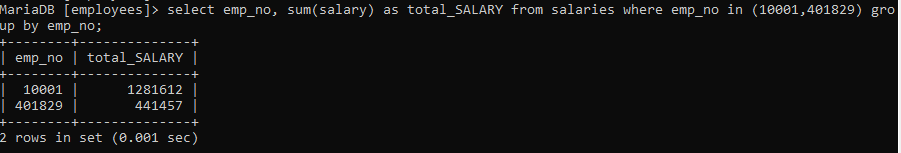 MariaDB [employees]> select emp_no, sum(salary) as total_SALARY from salaries where emp_no in (10001,401829) gro
up by emp_no;
+--------+--------------+
| emp_no | total_SALARY |
+--------+--------------+
|  10001 |      1281612 |
| 401829 |       441457 |
+--------+--------------+
2 rows in set (0.001 sec)